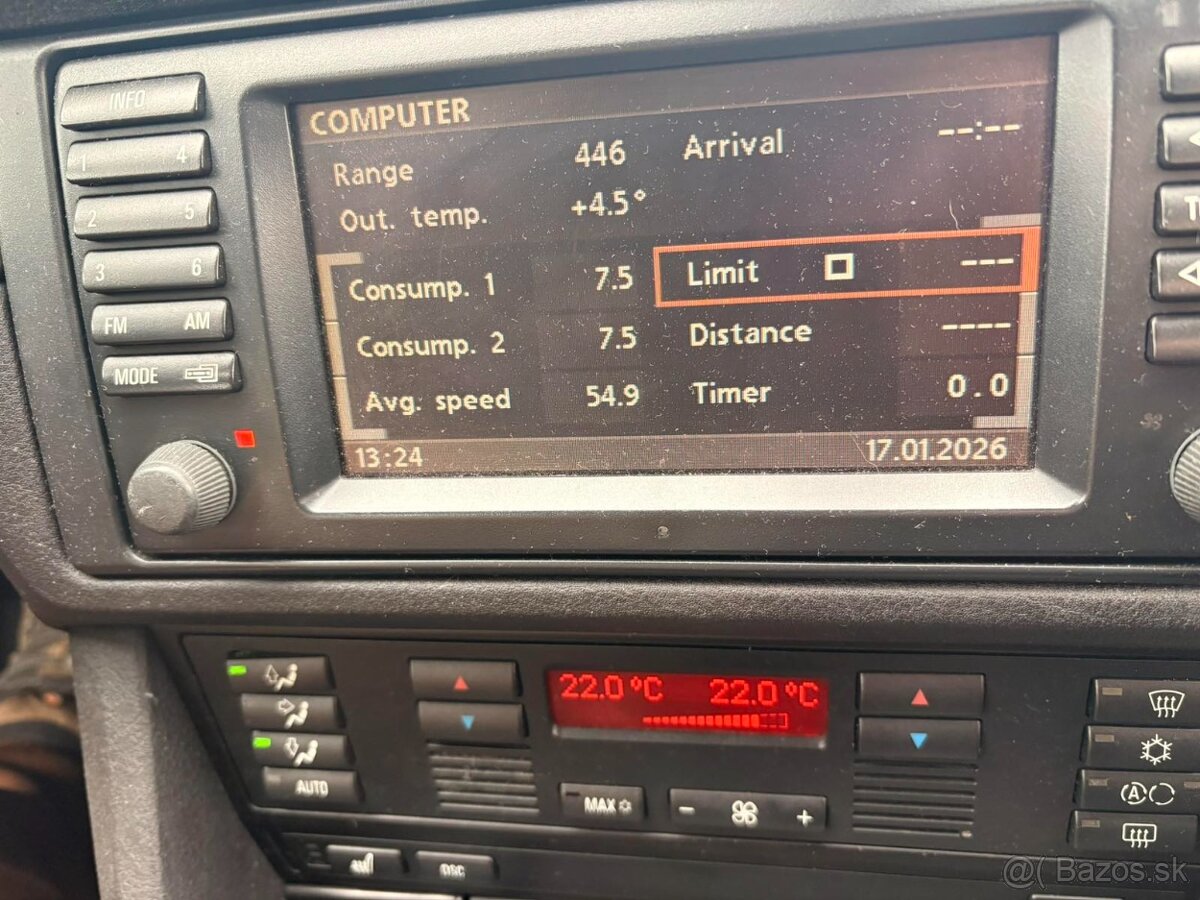 INFO
1 4
2 5
3 6
FM AM
MODE
COMPUTER
Range 446
Out. temp. +4.5°
Consump. 1 7.5
Consump. 2 7.5
Avg. speed 54.9
Arrival --:--
Limit ---
Distance ----
Timer 0.0
13:24 17.01.2026
22.0°C 22.0°C
AUTO
MAX
- +
A
DSC
@( Bazos.sk